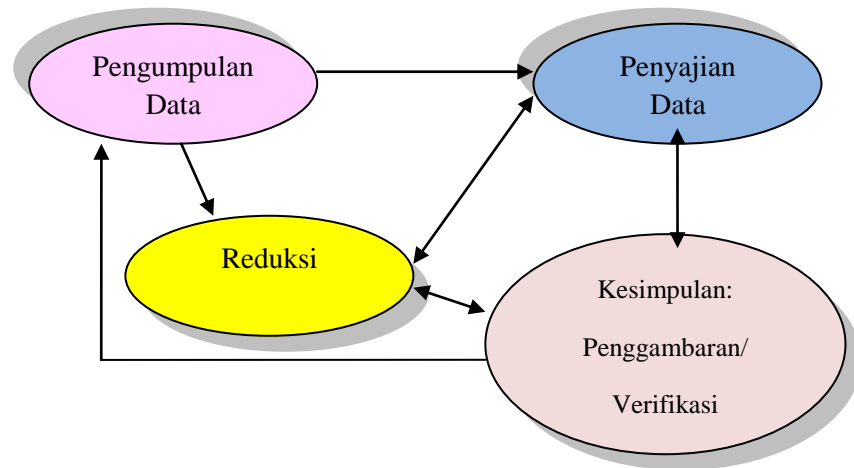 Pengumpulan
Data
Penyajian
Data
Reduksi
Kesimpulan:
Penggambaran/
Verifikasi